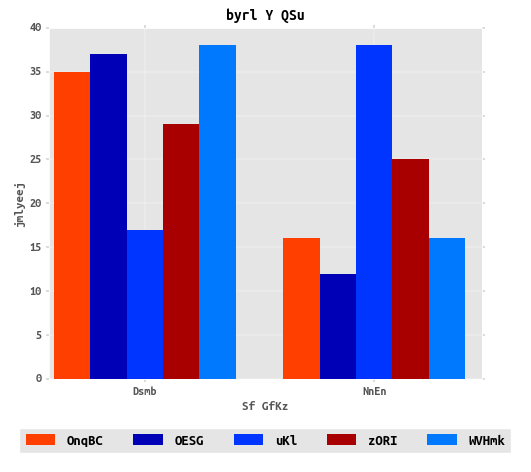 byrl Y QSu
40
35
30
25
20
15
10
5
0
jmlyeej
Dsmb NnEn
Sf GfKz
OnqBC OESG uKl zORI WVHmk